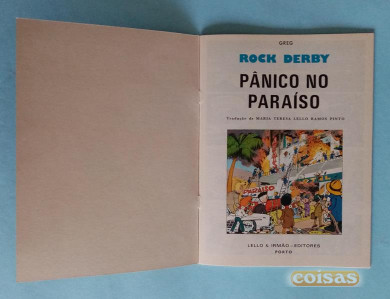 GREG
ROCK DERBY
PÂNICO NO
PARAÍSO
Tradução de MARIA TERESA LELLO RAMOS PINTO
LELLO & IRMÃO - EDITORES
PORTO
coisas